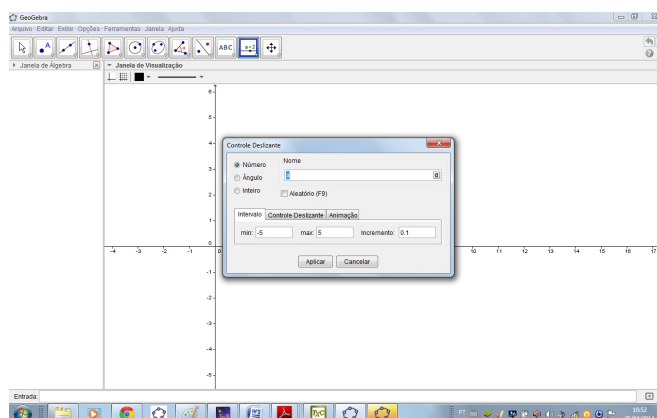 GeoGebra
Arquivo Editar Exibir Opções Ferramentas Janela Ajuda
ABC a=2
Janela de Álgebra
Janela de Visualização
6
5
4
3
2
1
0
-4 -3 -2 -1 10 11 12 13 14 15 16 17
-1
-2
-3
-4
-5
Controle Deslizante
Número
Ângulo
Inteiro
Nome
a
Aleatório (F9)
Intervalo Controle Deslizante Animação
min: -5 max: 5 Incremento: 0.1
Aplicar Cancelar
Entrada:
PT
10:52